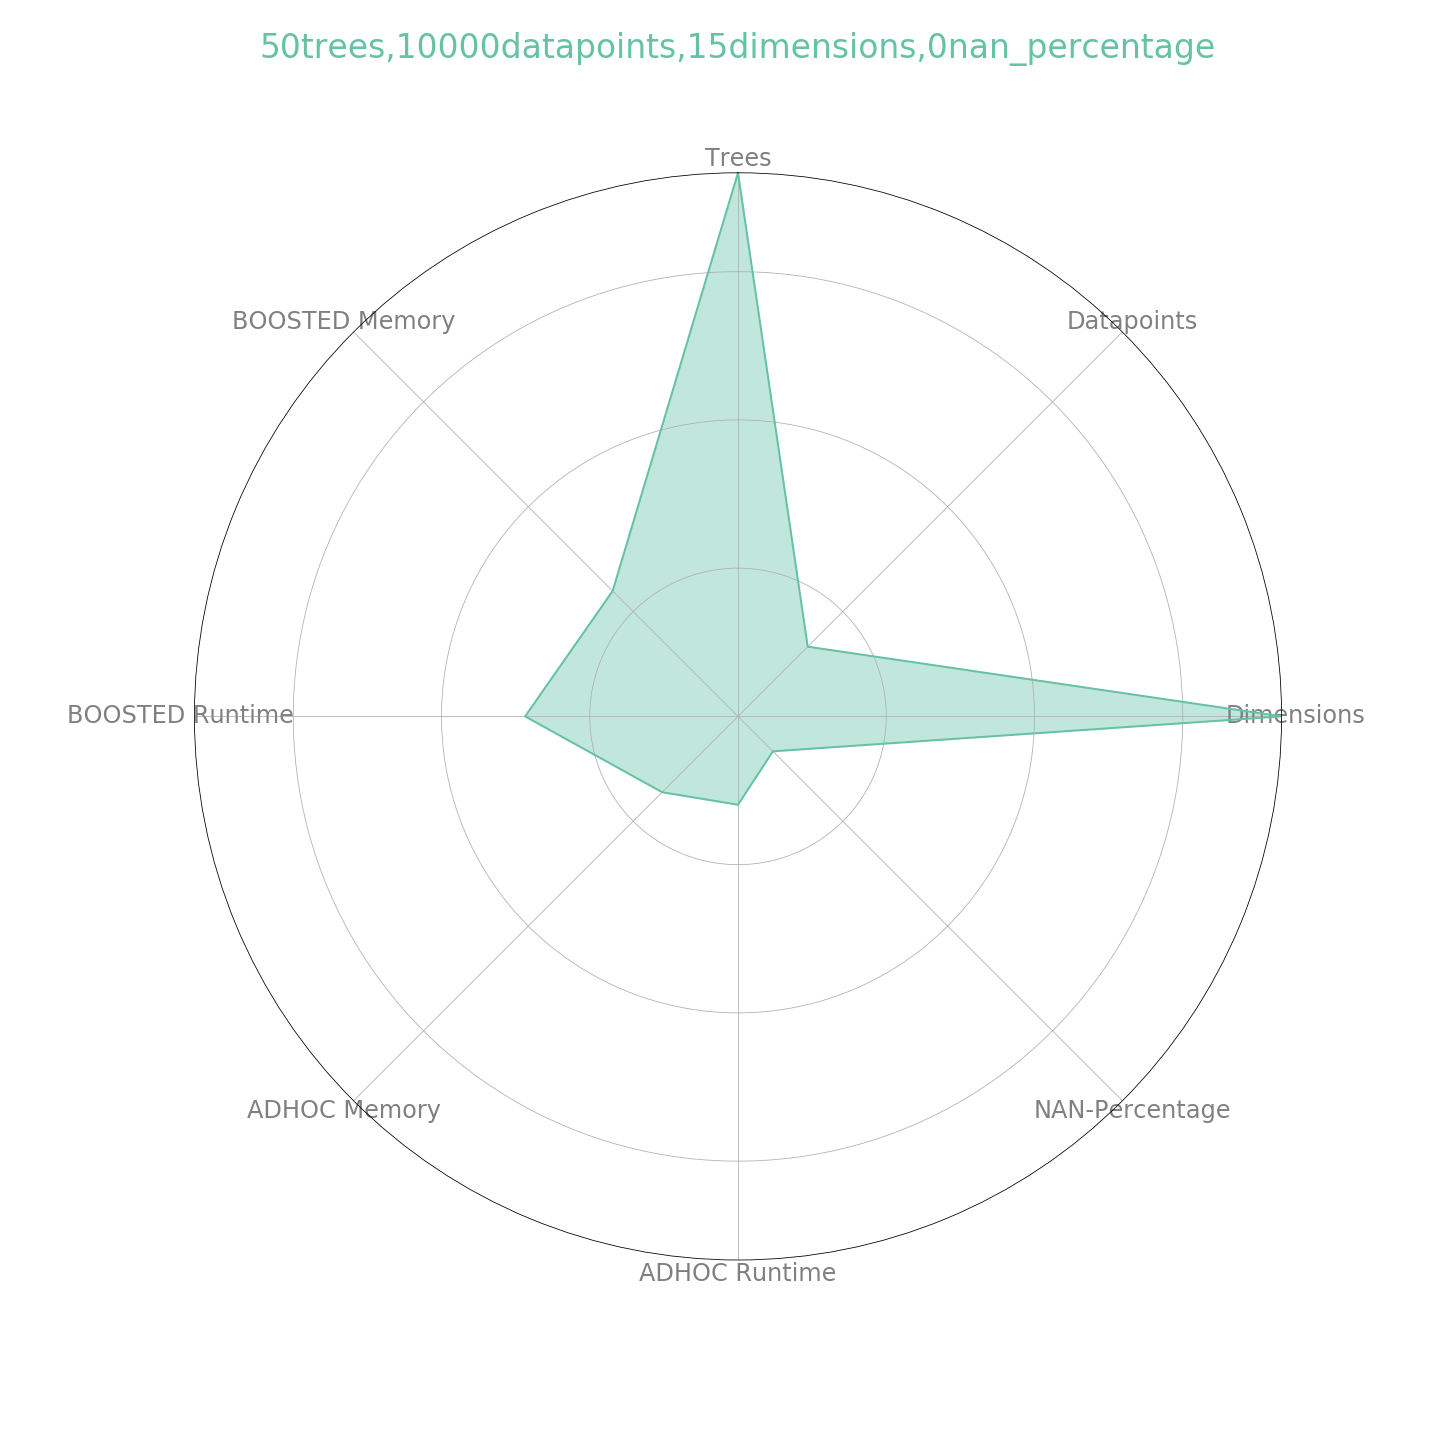 50trees,10000datapoints,15dimensions,0nan_percentage
Trees
BOOSTED Memory
Datapoints
BOOSTED Runtime
Dimensions
ADHOC Memory
NAN-Percentage
ADHOC Runtime